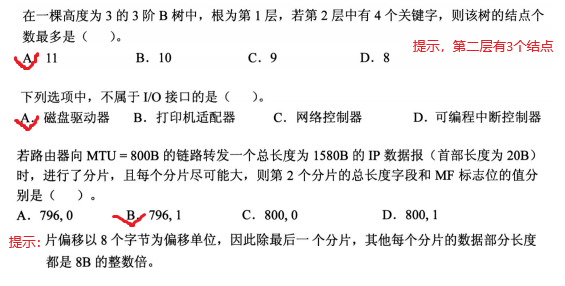 在一棵高度为 3 的 3 阶 B 树中，根为第 1 层，若第 2 层中有 4 个关键字，则该树的结点个
数最多是（  ）。
A. 11  B. 10  C. 9  D. 8
提示，第二层有3个结点
下列选项中，不属于 I/O 接口的是（  ）。
A. 磁盘驱动器  B. 打印机适配器  C. 网络控制器  D. 可编程中断控制器
若路由器向 MTU = 800B 的链路转发一个总长度为 1580B 的 IP 数据报（首部长度为 20B）
时，进行了分片，且每个分片尽可能大，则第 2 个分片的总长度字段和 MF 标志位的值分
别是（  ）。
A. 796, 0  B. 796, 1  C. 800, 0  D. 800, 1
提示：片偏移以 8 个字节为偏移单位，因此除最后一个分片，其他每个分片的数据部分长度
都是 8B 的整数倍。